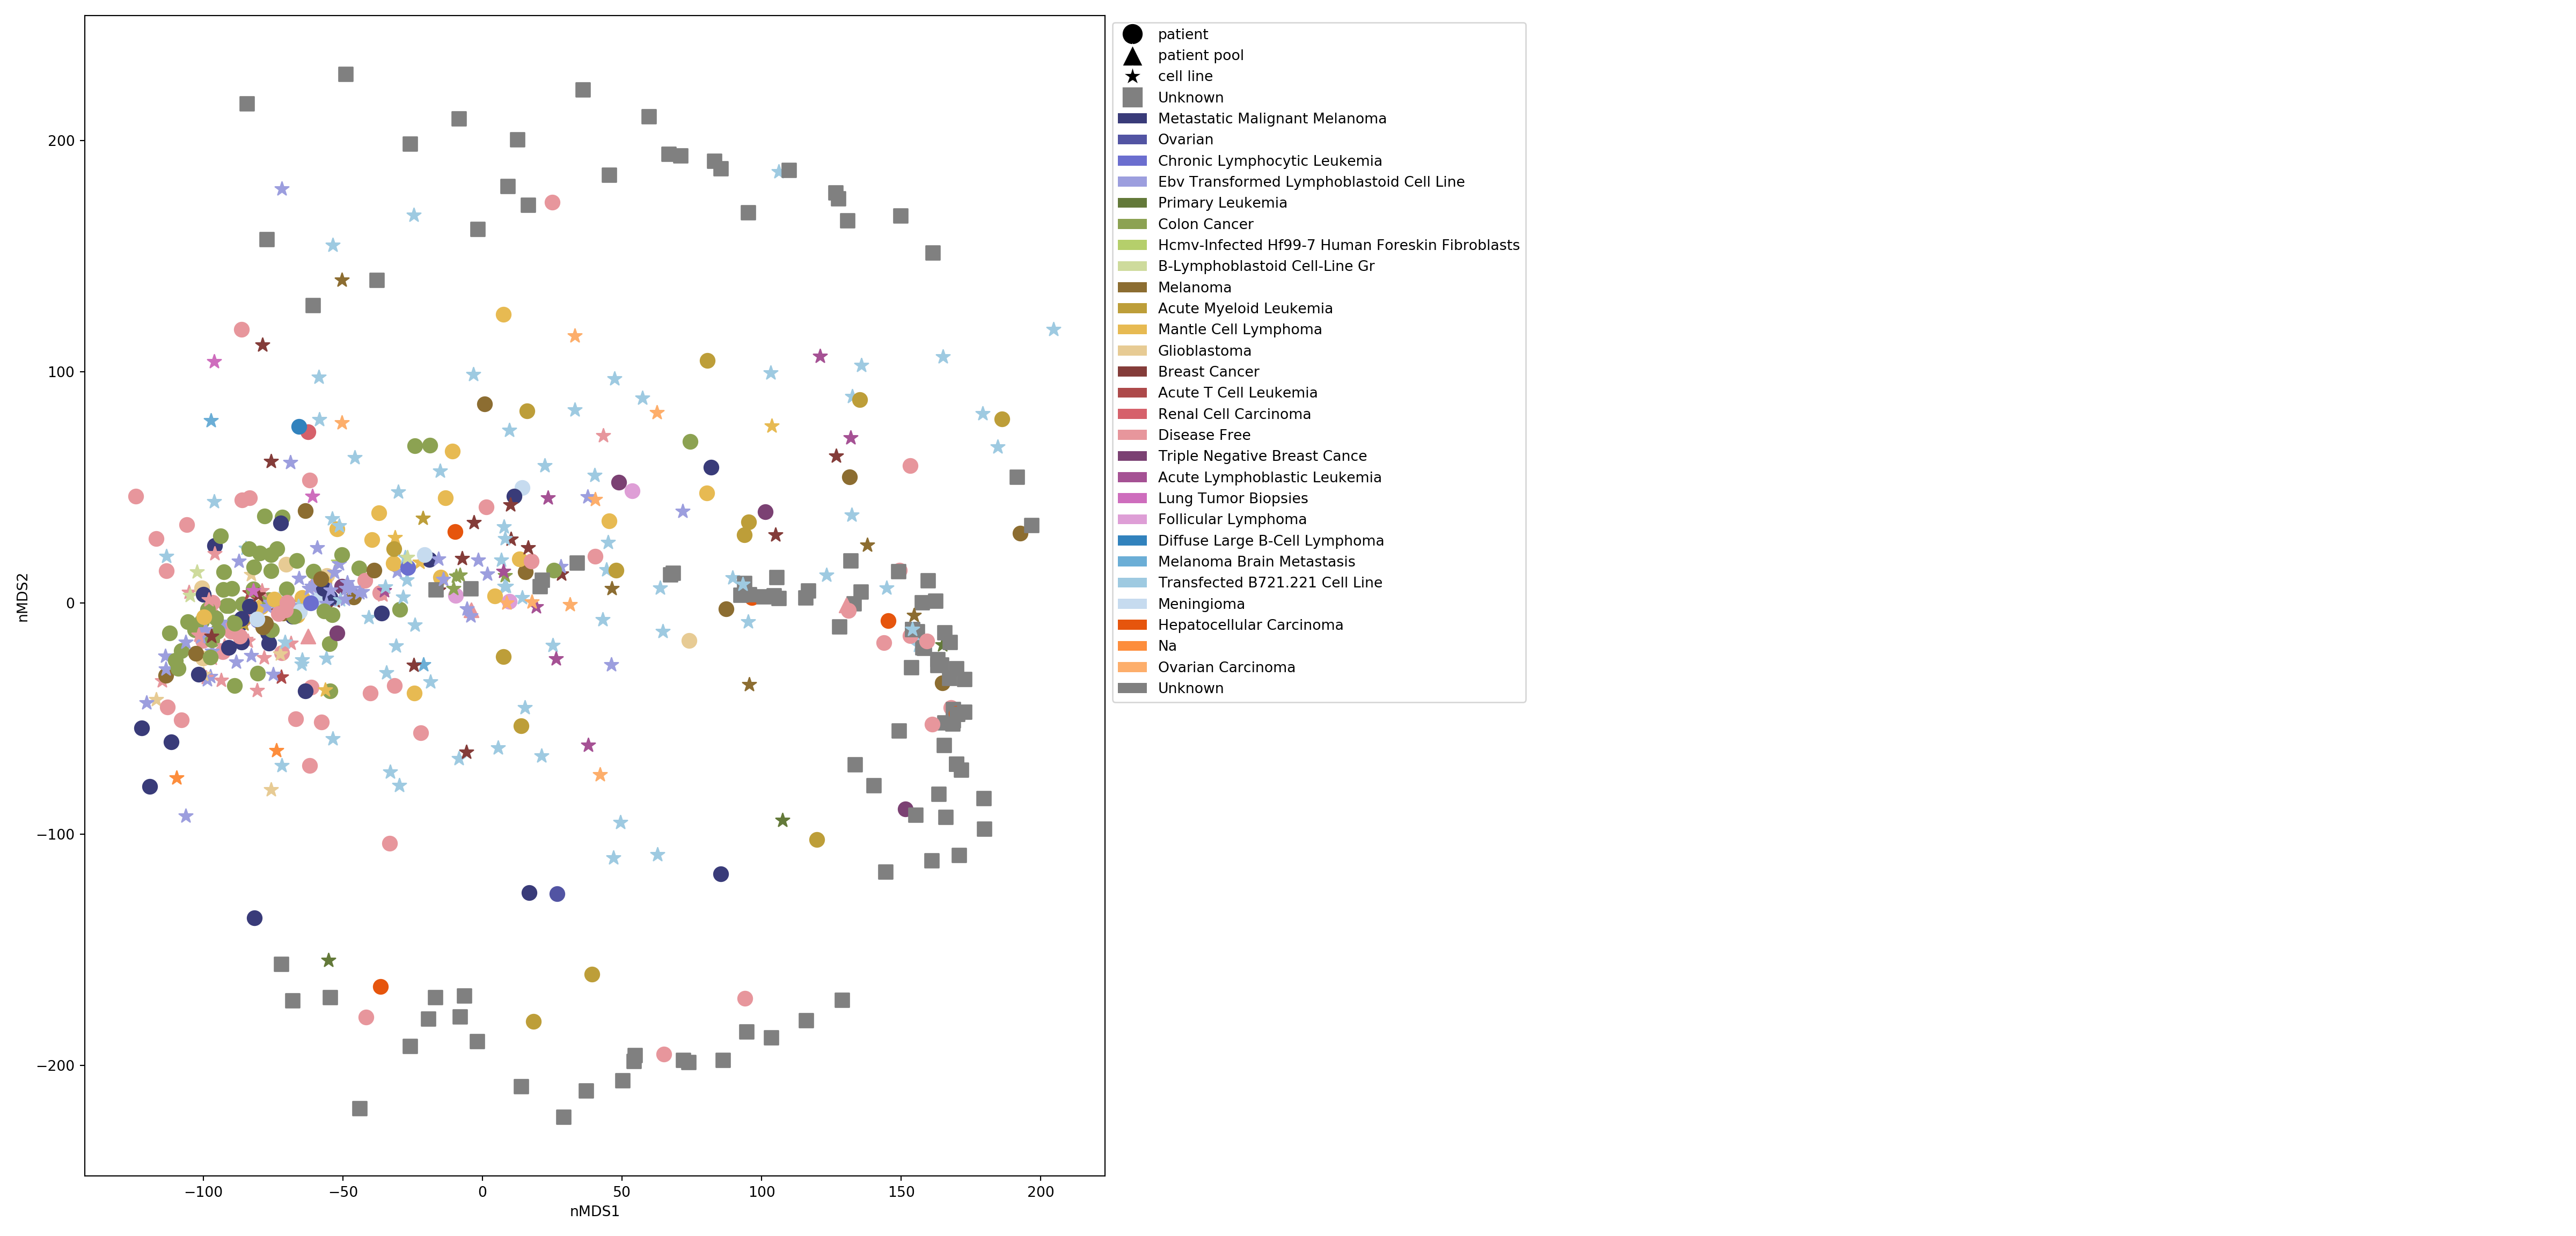 200
100
0
−100
−200
nMDS2
−100 −50 0 50 100 150 200
nMDS1
patient
patient pool
cell line
Unknown
Metastatic Malignant Melanoma
Ovarian
Chronic Lymphocytic Leukemia
Ebv Transformed Lymphoblastoid Cell Line
Primary Leukemia
Colon Cancer
Hcmv-Infected Hf99-7 Human Foreskin Fibroblasts
B-Lymphoblastoid Cell-Line Gr
Melanoma
Acute Myeloid Leukemia
Mantle Cell Lymphoma
Glioblastoma
Breast Cancer
Acute T Cell Leukemia
Renal Cell Carcinoma
Disease Free
Triple Negative Breast Cance
Acute Lymphoblastic Leukemia
Lung Tumor Biopsies
Follicular Lymphoma
Diffuse Large B-Cell Lymphoma
Melanoma Brain Metastasis
Transfected B721.221 Cell Line
Meningioma
Hepatocellular Carcinoma
Na
Ovarian Carcinoma
Unknown